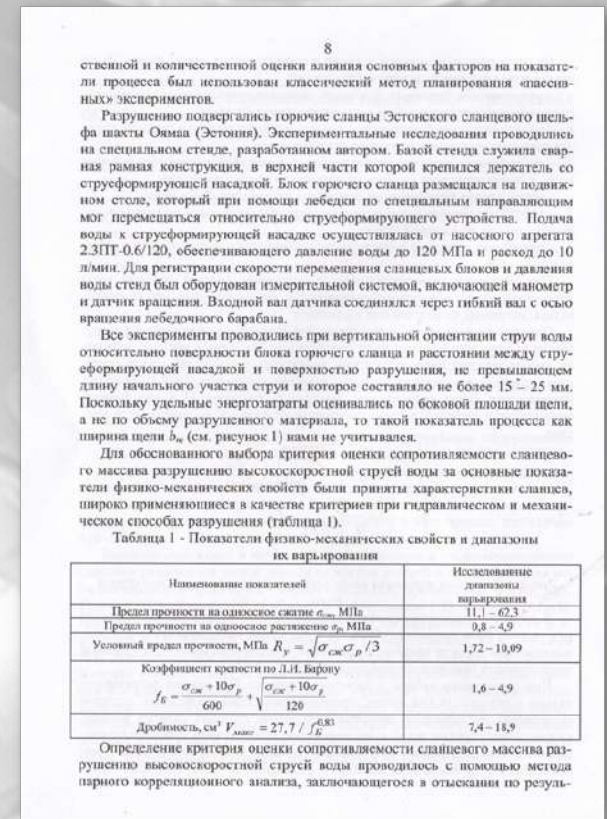 8
ственной и количественной оценки влияния основных факторов на показате-
ли процесса был использован классический метод планирования «пассив-
ных» экспериментов.
Разрушению подвергались горючие сланцы Эстонского сланцевого шель-
фа шахты Оямаа (Эстония). Экспериментальные исследования проводились
на специальном стенде, разработанном автором. Базой стенда служила свар-
ная рамная конструкция, в верхней части которой крепился держатель со
струеформирующей насадкой. Блок горючего сланца размещался на подвиж-
ном столе, который при помощи лебедки по специальным направляющим
мог перемещаться относительно струеформирующего устройства. Подача
воды к струеформирующей насадке осуществлялась от насосного агрегата
2.3ПТ-0.6/120, обеспечивающего давление воды до 120 МПа и расход до 10
л/мин. Для регистрации скорости перемещения сланцевых блоков и давления
воды стенд был оборудован измерительной системой, включающей манометр
и датчик вращения. Входной вал датчика соединялся через гибкий вал с осью
вращения лебедочного барабана.
Все эксперименты проводились при вертикальной ориентации струи воды
относительно поверхности блока горючего сланца и расстоянии между стру-
еформирующей насадкой и поверхностью разрушения, не превышающем
длину начального участка струи и которое составляло не более 15 – 25 мм.
Поскольку удельные энергозатраты оценивались по боковой площади щели,
а не по объему разрушенного материала, то такой показатель процесса как
ширина щели bщ (см. рисунок 1) нами не учитывался.
Для обоснованного выбора критерия оценки сопротивляемости сланцево-
го массива разрушению высокоскоростной струей воды за основные показа-
тели физико-механических свойств были приняты характеристики сланцев,
широко применяющиеся в качестве критериев при гидравлическом и механи-
ческом способах разрушения (таблица 1).
Таблица 1 - Показатели физико-механических свойств и диапазоны
их варьирования
Наименование показателей
Исследованные
диапазоны
варьирования
Предел прочности на одноосное сжатие σсж, МПа 11,1 – 62,3
Предел прочности на одноосное растяжение σр, МПа 0,8 – 4,9
Условный предел прочности, МПа Rу = √(σсж σр / 3) 1,72 – 10,09
Коэффициент крепости по Л.И. Барону
fБ = (σсж + 10σр)/600 + √((σсж + 10σр)/120) 1,6 – 4,9
Дробимость, см³ Vмакс = 27,7 / fБ^0,83 7,4 – 18,9
Определение критерия оценки сопротивляемости сланцевого массива раз-
рушению высокоскоростной струей воды проводилось с помощью метода
парного корреляционного анализа, заключающегося в отыскании по резуль-